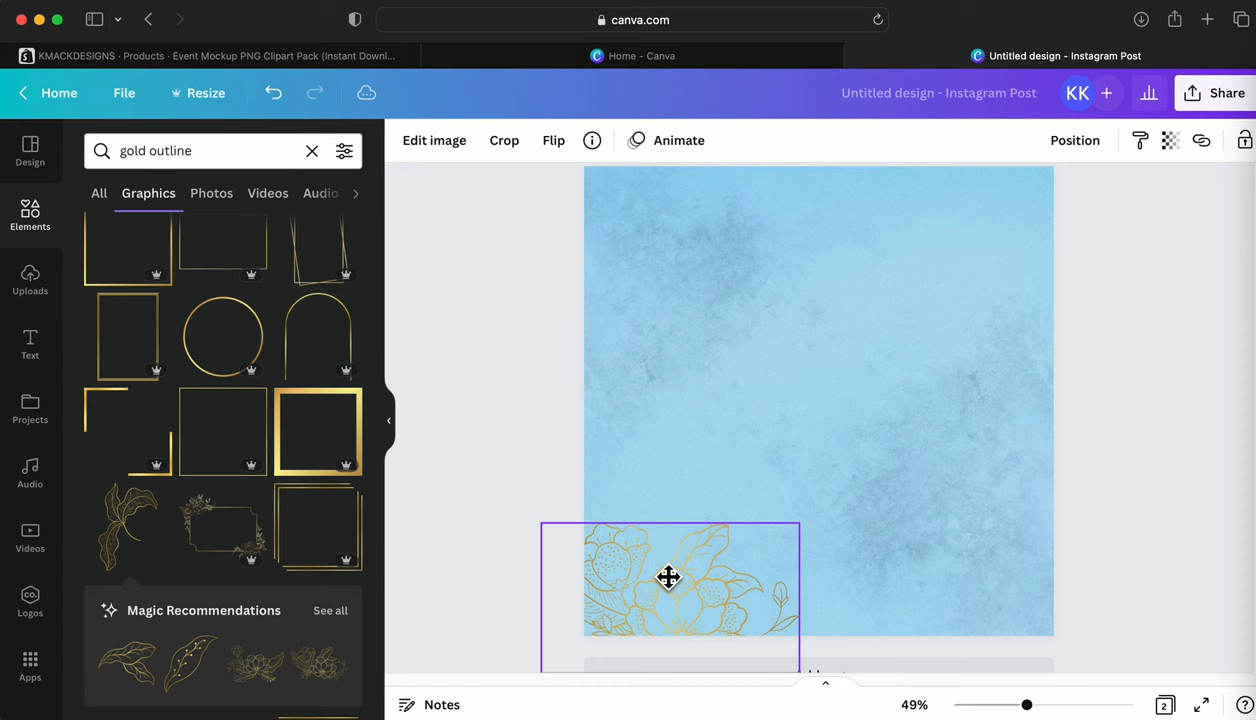 canva.com
KMACKDESIGNS · Products · Event Mockup PNG Clipart Pack (Instant Downl...
Home - Canva
Untitled design - Instagram Post
Home
File
Resize
Untitled design - Instagram Post
KK
Share
Design
Elements
Uploads
Text
Projects
Audio
Videos
Logos
Apps
gold outline
All
Graphics
Photos
Videos
Audio
Magic Recommendations
See all
Edit image
Crop
Flip
Animate
Position
Notes
49%
2